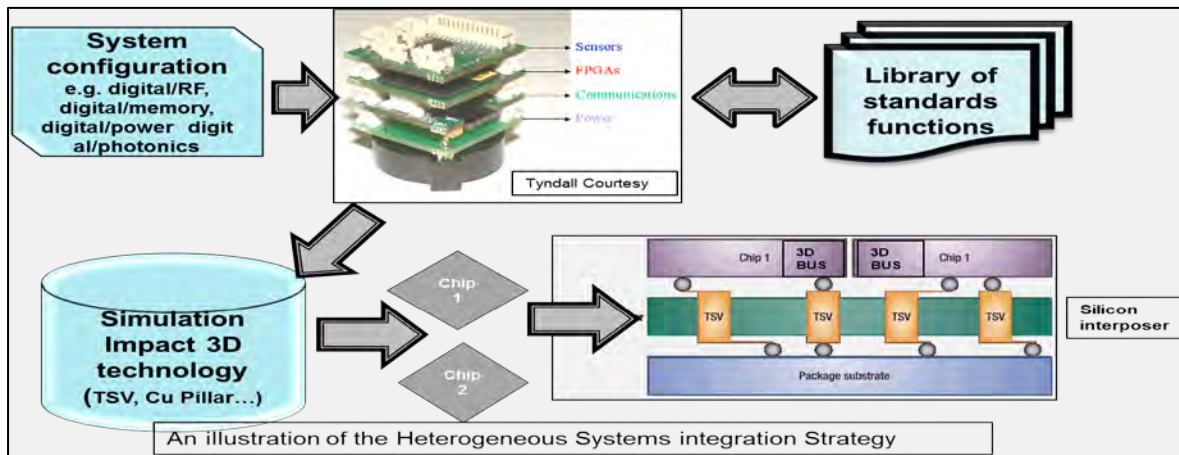 System
configuration
e.g. digital/RF,
digital/memory,
digital/power digit
al/photonics
Sensors
FPGAs
Communications
Power
Tyndall Courtesy
Library of
standards
functions
Simulation
Impact 3D
technology
(TSV, Cu Pillar...)
Chip
1
Chip
2
Chip 1
3D
BUS
3D
BUS
Chip 1
TSV
TSV
TSV
TSV
Package substrate
Silicon
interposer
An illustration of the Heterogeneous Systems integration Strategy